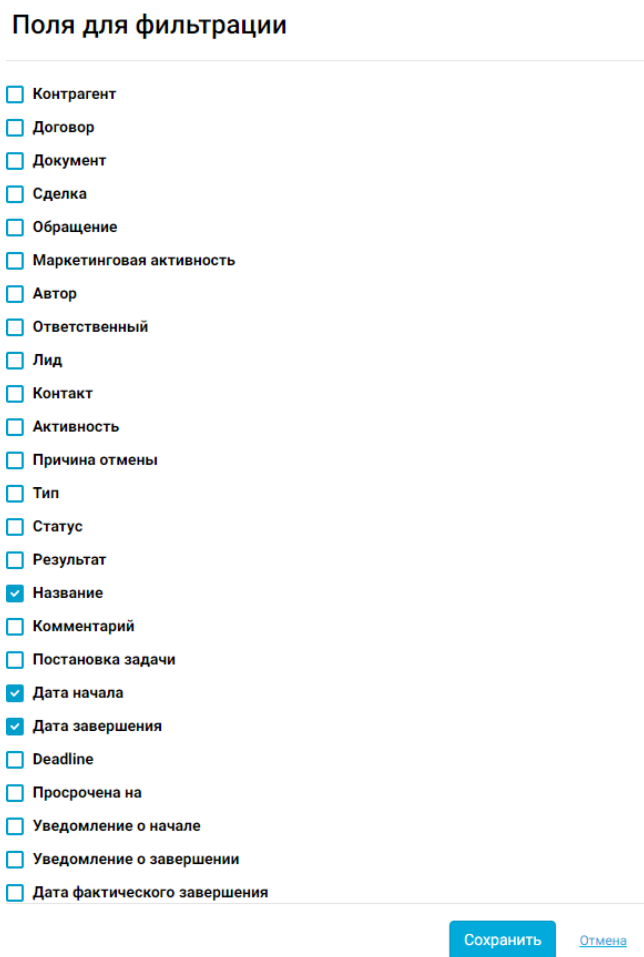 Поля для фильтрации
Контрагент
Договор
Документ
Сделка
Обращение
Маркетинговая активность
Автор
Ответственный
Лид
Контакт
Активность
Причина отмены
Тип
Статус
Результат
Название
Комментарий
Постановка задачи
Дата начала
Дата завершения
Deadline
Просрочена на
Уведомление о начале
Уведомление о завершении
Дата фактического завершения
Сохранить Отмена